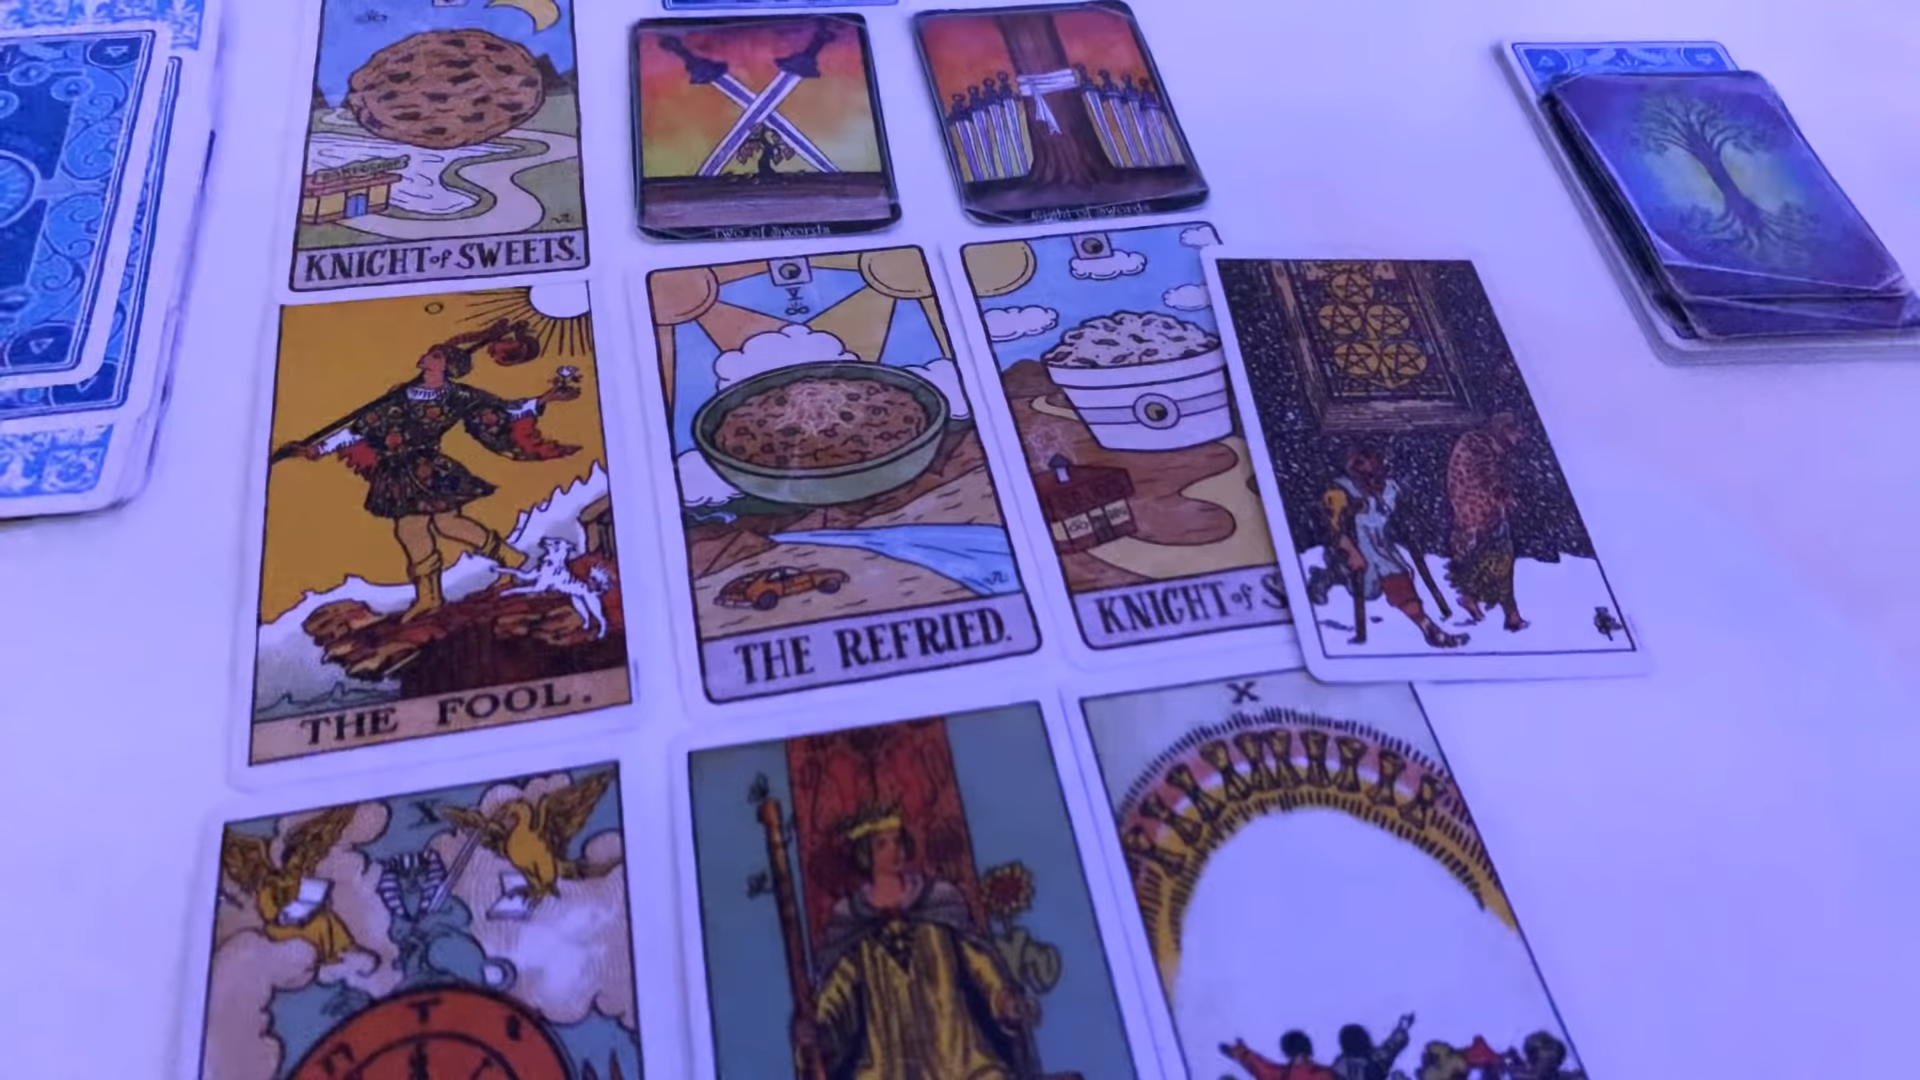 KNIGHT of SWEETS.
Two of Swords
Eight of Swords
THE FOOL.
THE REFRIED.
KNIGHT of S
X
X